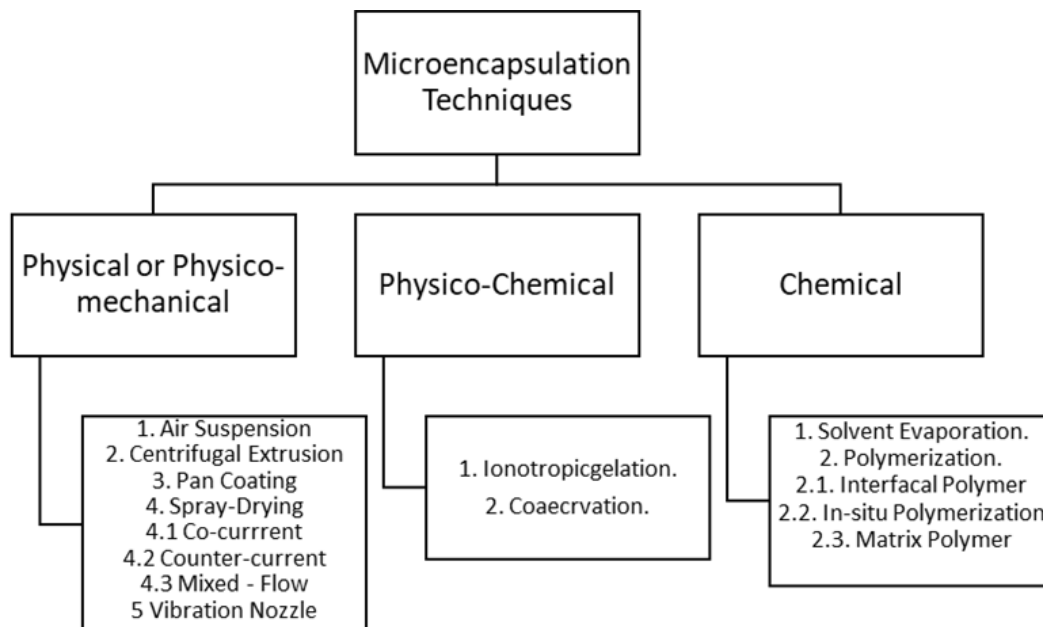 Microencapsulation
Techniques
Physical or Physico-
mechanical
Physico-Chemical
Chemical
1. Air Suspension
2. Centrifugal Extrusion
3. Pan Coating
4. Spray-Drying
4.1 Co-currrent
4.2 Counter-current
4.3 Mixed - Flow
5 Vibration Nozzle
1. Ionotropicgelation.
2. Coaecrvation.
1. Solvent Evaporation.
2. Polymerization.
2.1. Interfacal Polymer
2.2. In-situ Polymerization
2.3. Matrix Polymer